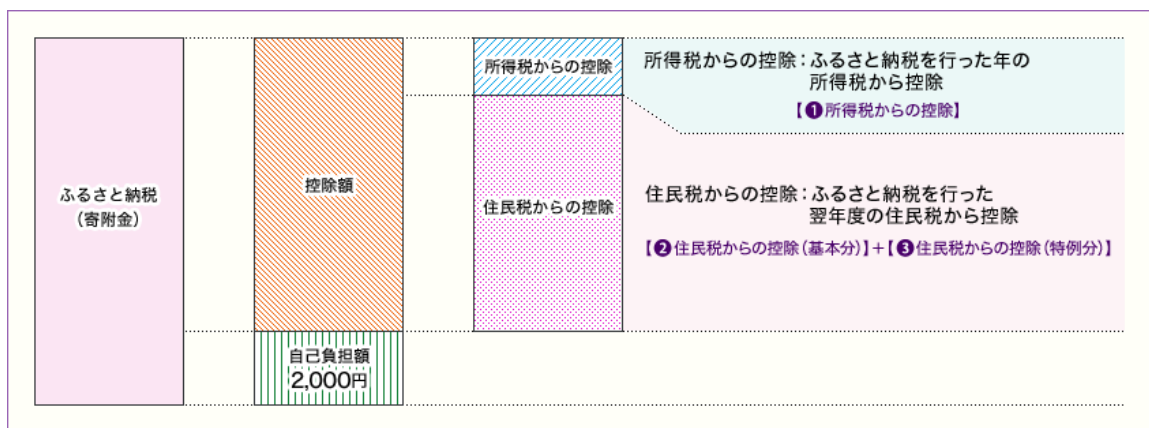 ふるさと納税
（寄附金）
控除額
自己負担額
2,000円
所得税からの控除
住民税からの控除
所得税からの控除：ふるさと納税を行った年の
所得税から控除
【❶所得税からの控除】
住民税からの控除：ふるさと納税を行った
翌年度の住民税から控除
【❷住民税からの控除（基本分）】＋【❸住民税からの控除（特例分）】